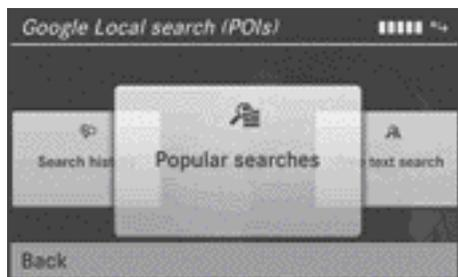 Google Local search (POIs)
Search hist
Popular searches
text search
Back